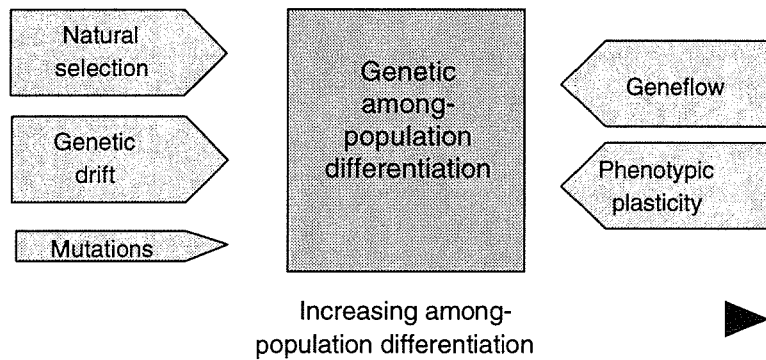 Natural
selection
Genetic
drift
Mutations
Genetic
among-
population
differentiation
Geneflow
Phenotypic
plasticity
Increasing among-
population differentiation